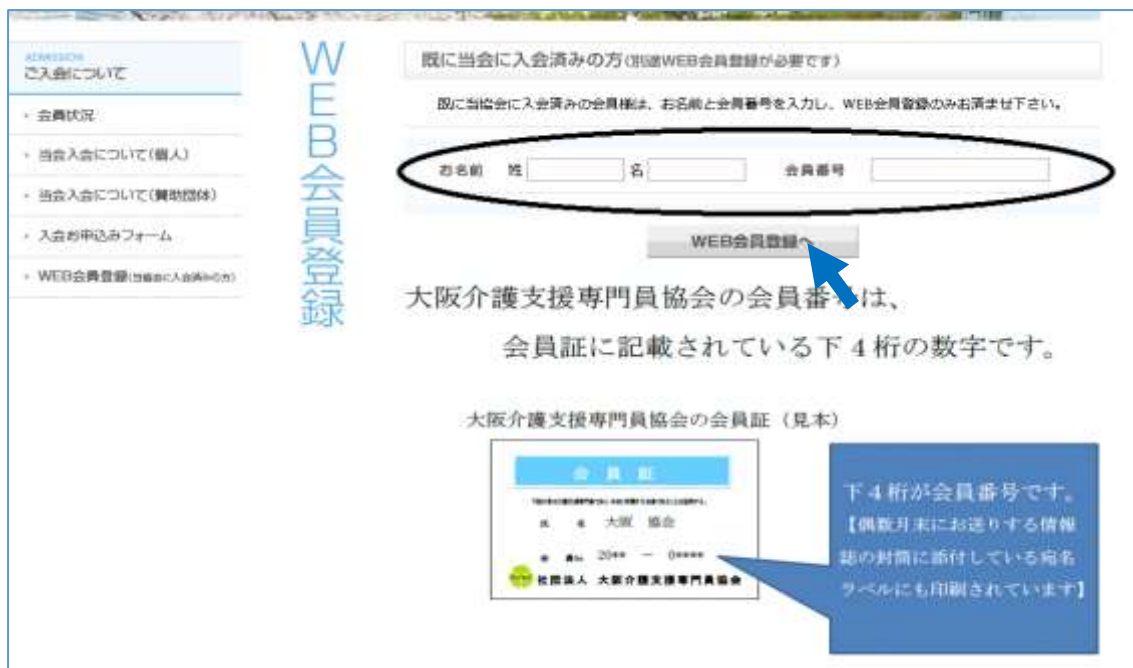 ADMISSION
ご入会について
・ 会員状況
・ 当会入会について(個人)
・ 当会入会について(賛助団体)
・ 入会お申込みフォーム
・ WEB会員登録(当協会に入会済みの方)
WEB会員登録
既に当会に入会済みの方(別途WEB会員登録が必要です)
既に当協会に入会済みの会員様は、お名前と会員番号を入力し、WEB会員登録のみお済ませ下さい。
お名前 姓 名 会員番号
WEB会員登録へ
大阪介護支援専門員協会の会員番号は、
会員証に記載されている下4桁の数字です。
大阪介護支援専門員協会の会員証（見本）
会 員 証
氏 名 大阪 協会
会 員No. 20** － 0****
社団法人 大阪介護支援専門員協会
下4桁が会員番号です。
【偶数月末にお送りする情報
誌の封筒に添付している宛名
ラベルにも印刷されています】